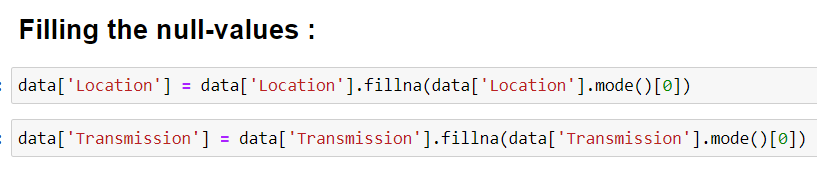 Filling the null-values :
data['Location'] = data['Location'].fillna(data['Location'].mode()[0])
data['Transmission'] = data['Transmission'].fillna(data['Transmission'].mode()[0])